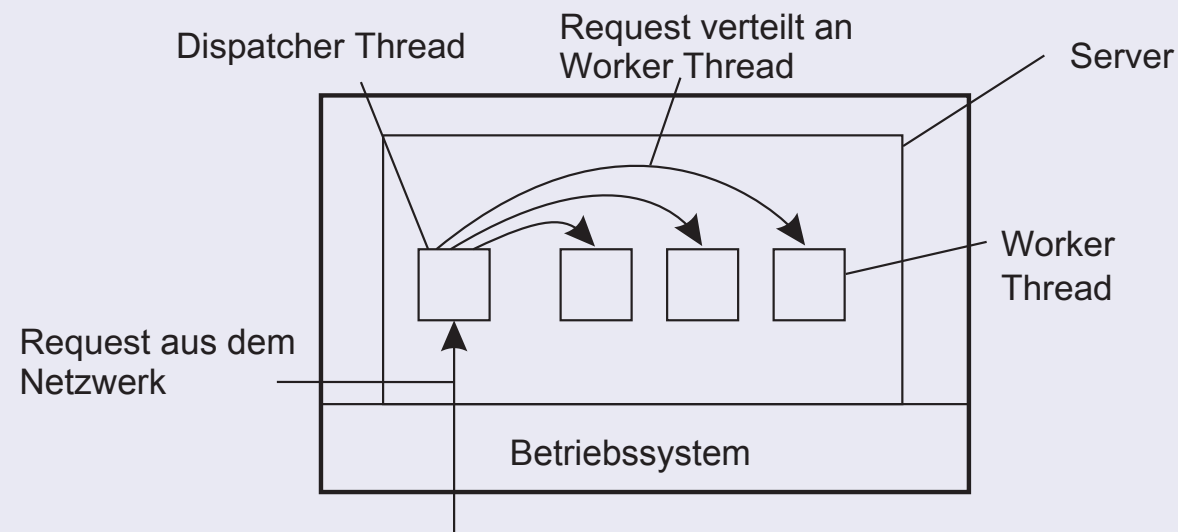 Dispatcher Thread
Request verteilt an
Worker Thread
Server
Worker
Thread
Request aus dem
Netzwerk
Betriebssystem